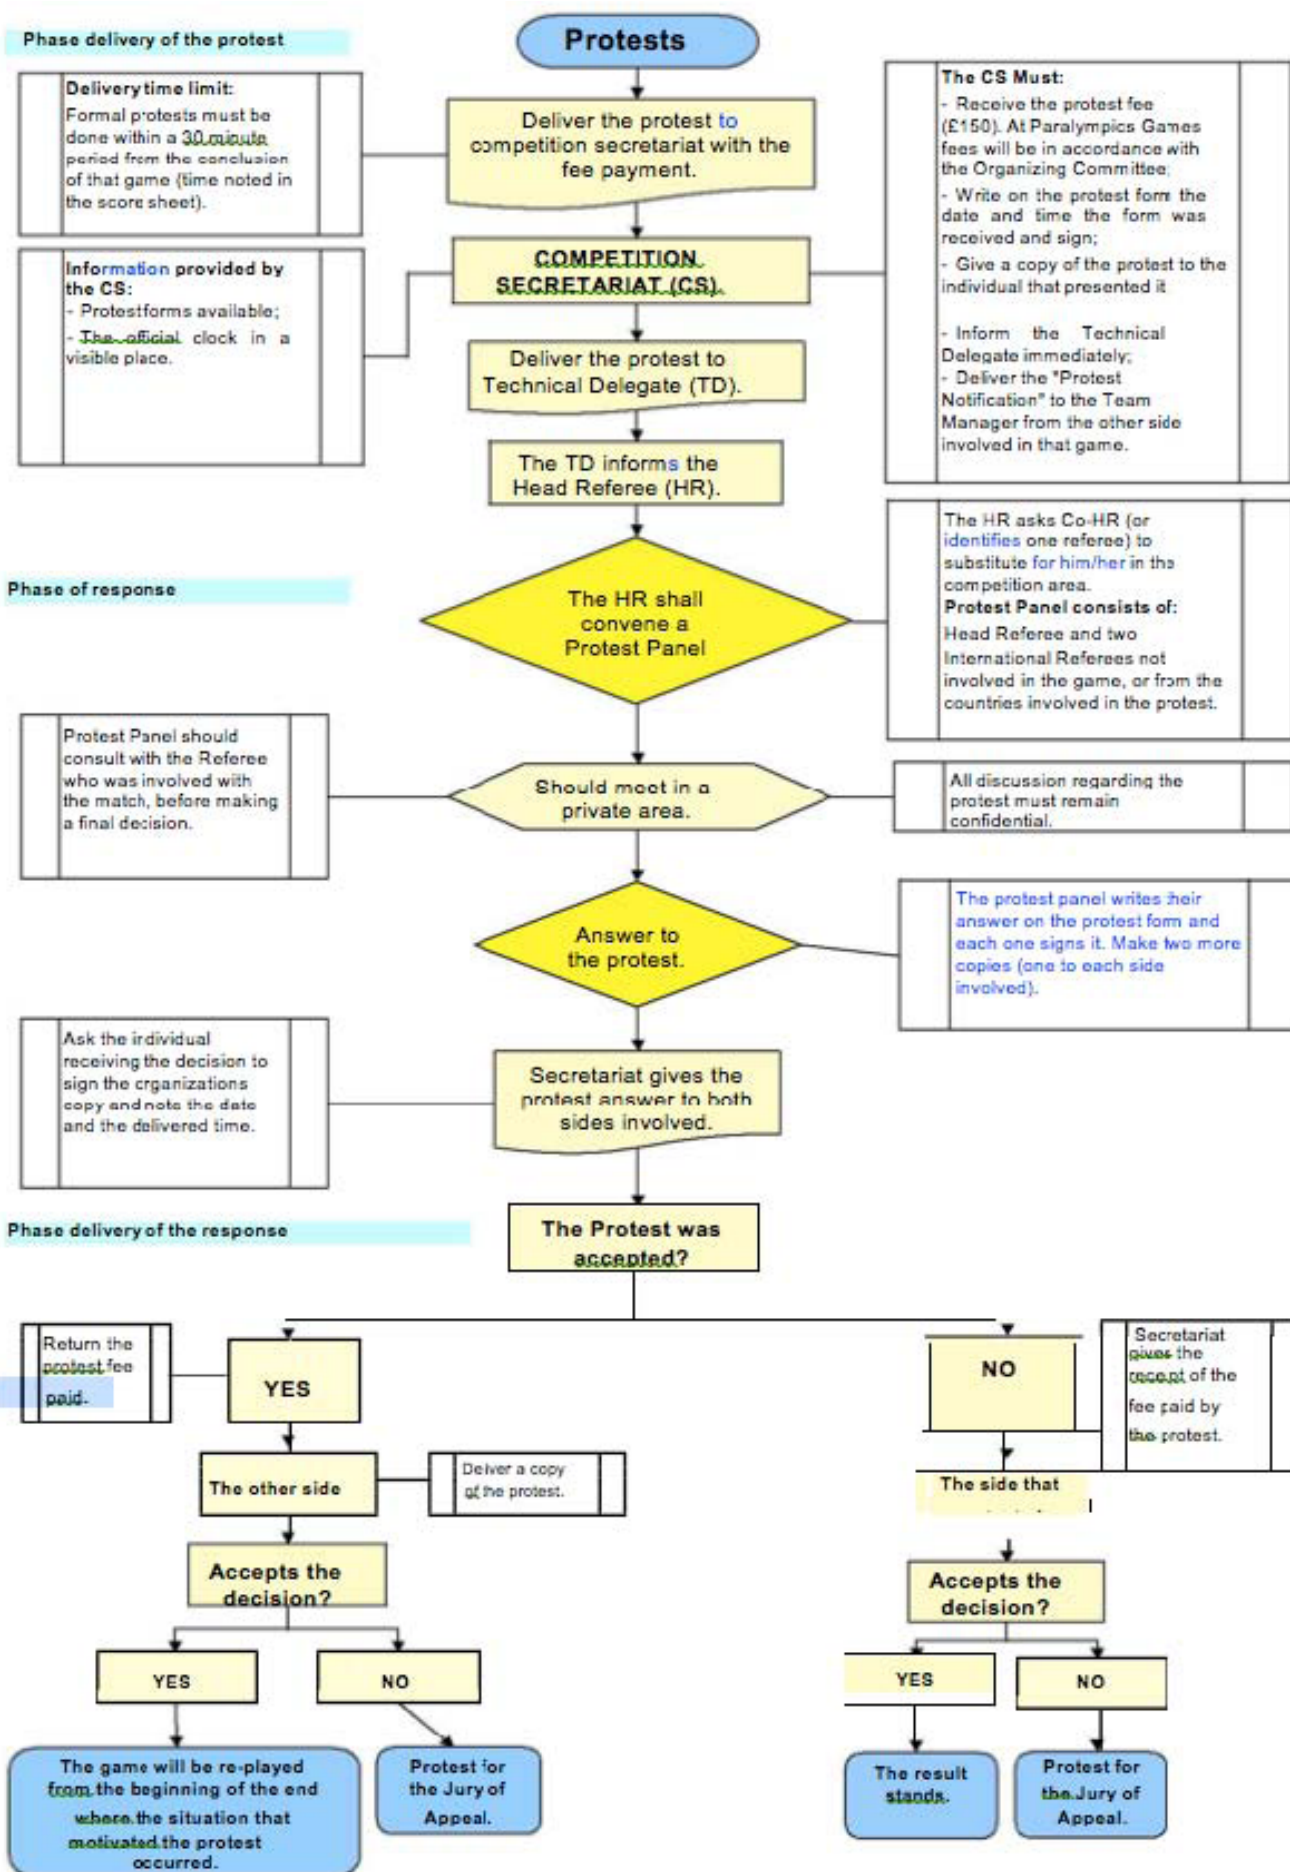 Protests
Phase delivery of the protest
Delivery time limit:
Formal protests must be
done within a 30 minute
period from the conclusion
of that game (time noted in
the score sheet).
Deliver the protest to
competition secretariat with the
fee payment.
The CS Must:
- Receive the protest fee
(£150). At Paralympics Games
fees will be in accordance with
the Organizing Committee;
- Write on the protest form the
date and time the form was
received and sign;
- Give a copy of the protest to the
individual that presented it
- Inform the Technical
Delegate immediately;
- Deliver the "Protest
Notification" to the Team
Manager from the other side
involved in that game.
Information provided by
the CS:
- Protest forms available;
- The official clock in a
visible place.
COMPETITION
SECRETARIAT (CS).
Deliver the protest to
Technical Delegate (TD).
The TD informs the
Head Referee (HR).
Phase of response
The HR shall
convene a
Protest Panel
The HR asks Co-HR (or
identifies one referee) to
substitute for him/her in the
competition area.
Protest Panel consists of:
Head Referee and two
International Referees not
involved in the game, or from the
countries involved in the protest.
Protest Panel should
consult with the Referee
who was involved with
the match, before making
a final decision.
Should meet in a
private area.
All discussion regarding the
protest must remain
confidential.
Answer to
the protest.
The protest panel writes their
answer on the protest form and
each one signs it. Make two more
copies (one to each side
involved).
Ask the individual
receiving the decision to
sign the organizations
copy and note the date
and the delivered time.
Secretariat gives the
protest answer to both
sides involved.
Phase delivery of the response
The Protest was
accepted?
Return the
protest fee
paid.
YES
NO
Secretariat
gives the
receipt of the
fee paid by
the protest.
The other side
Deliver a copy
of the protest.
The side that
Accepts the
decision?
Accepts the
decision?
YES
NO
YES
NO
The game will be re-played
from the beginning of the end
where the situation that
motivated the protest
occurred.
Protest for
the Jury of
Appeal.
The result
stands.
Protest for
the Jury of
Appeal.